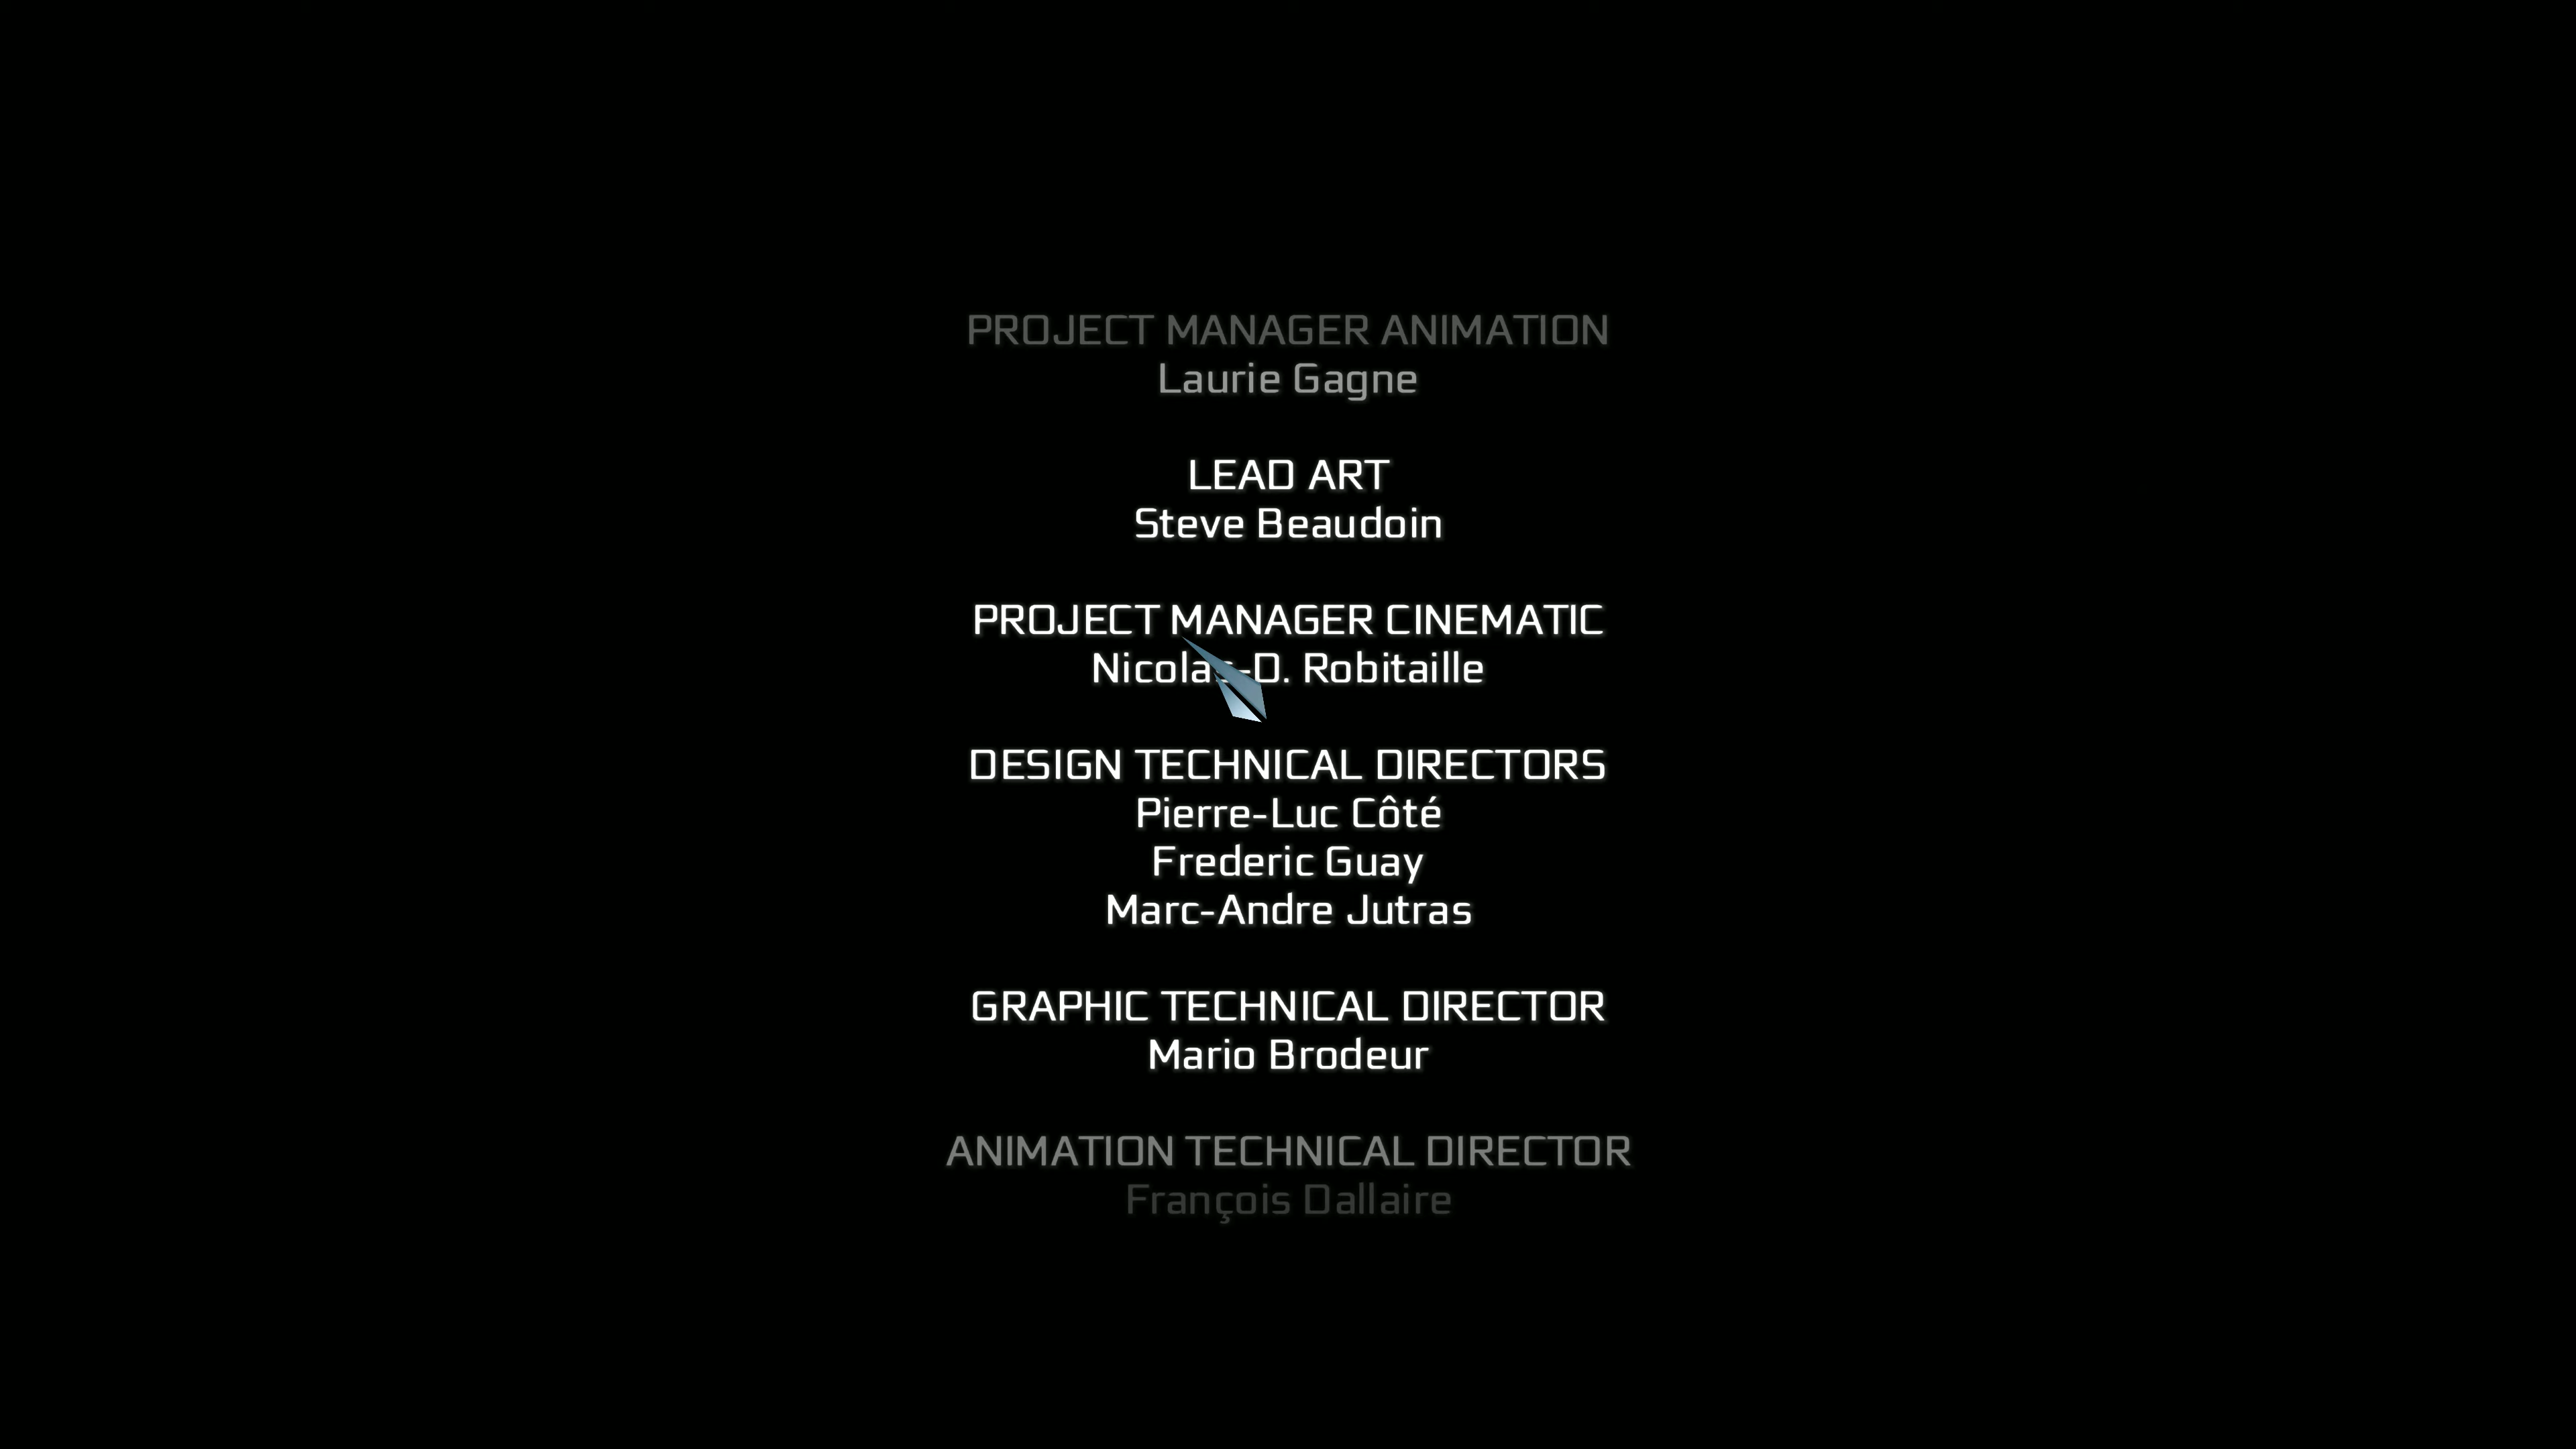 PROJECT MANAGER ANIMATION
Laurie Gagne
LEAD ART
Steve Beaudoin
PROJECT MANAGER CINEMATIC
Nicolas-O. Robitaille
DESIGN TECHNICAL DIRECTORS
Pierre-Luc Côté
Frederic Guay
Marc-Andre Jutras
GRAPHIC TECHNICAL DIRECTOR
Mario Brodeur
ANIMATION TECHNICAL DIRECTOR
François Dallaire